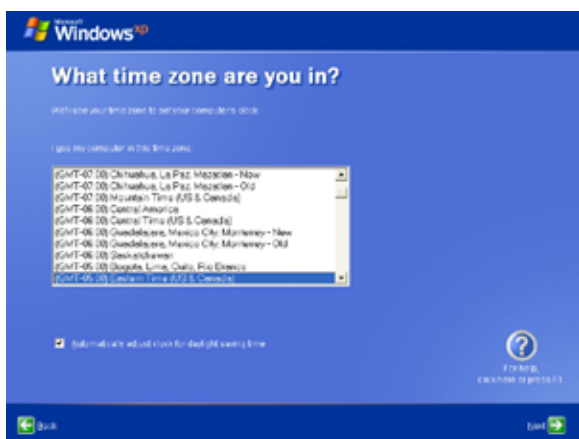 Microsoft
Windows xp
What time zone are you in?
We'll use your time zone to set your computer's clock.
I use my computer in this time zone:
(GMT-07:00) Chihuahua, La Paz, Mazatlan - New
(GMT-07:00) Chihuahua, La Paz, Mazatlan - Old
(GMT-07:00) Mountain Time (US & Canada)
(GMT-06:00) Central America
(GMT-06:00) Central Time (US & Canada)
(GMT-06:00) Guadalajara, Mexico City, Monterrey - New
(GMT-06:00) Guadalajara, Mexico City, Monterrey - Old
(GMT-06:00) Saskatchewan
(GMT-05:00) Bogota, Lima, Quito, Rio Branco
(GMT-05:00) Eastern Time (US & Canada)
Automatically adjust clock for daylight saving time
For help,
click here or press F1.
Back
Next